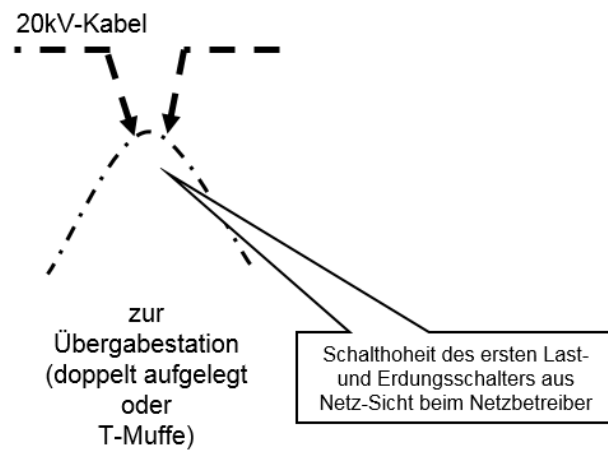 20kV-Kabel
zur
Übergabestation
(doppelt aufgelegt
oder
T-Muffe)
Schalthoheit des ersten Last-
und Erdungsschalters aus
Netz-Sicht beim Netzbetreiber